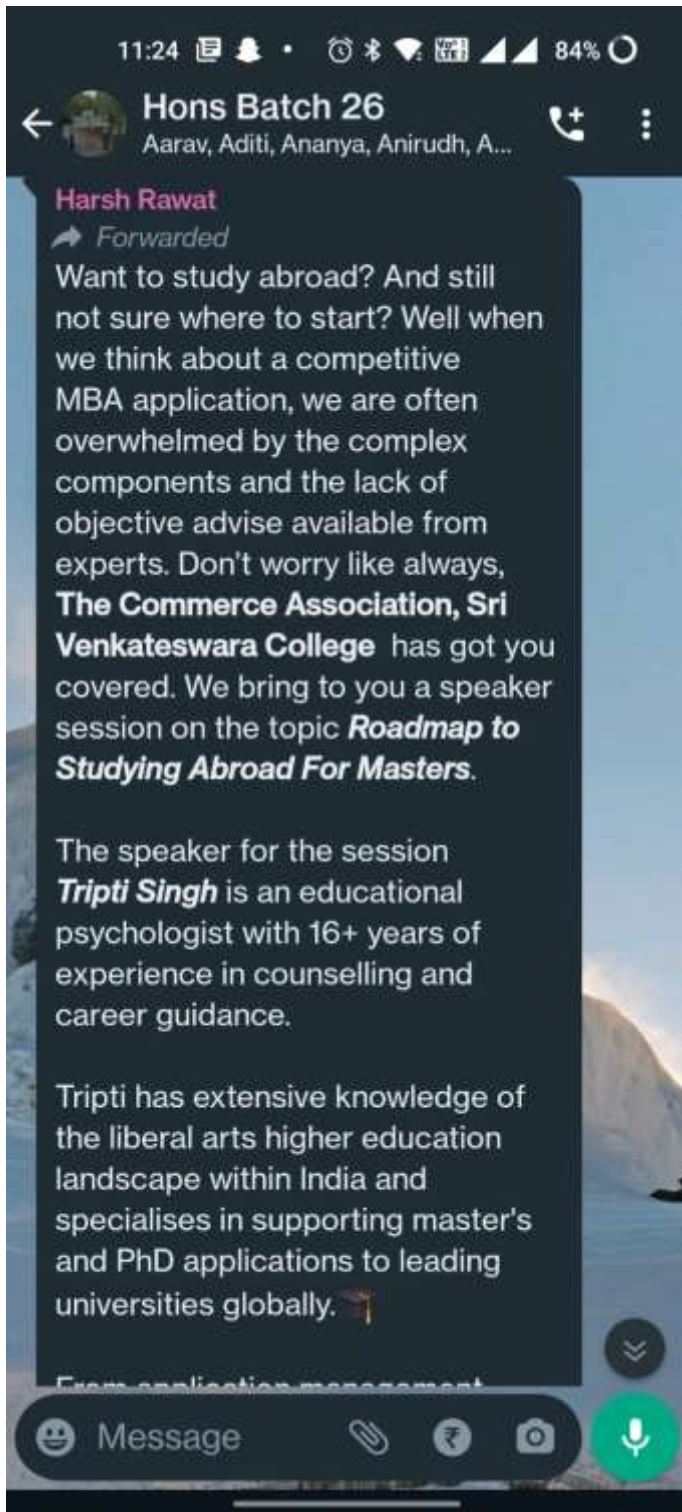 11:24 84%
Hons Batch 26
Aarav, Aditi, Ananya, Anirudh, A...
Harsh Rawat
Forwarded
Want to study abroad? And still
not sure where to start? Well when
we think about a competitive
MBA application, we are often
overwhelmed by the complex
components and the lack of
objective advise available from
experts. Don't worry like always,
The Commerce Association, Sri
Venkateswara College has got you
covered. We bring to you a speaker
session on the topic Roadmap to
Studying Abroad For Masters.
The speaker for the session
Tripti Singh is an educational
psychologist with 16+ years of
experience in counselling and
career guidance.
Tripti has extensive knowledge of
the liberal arts higher education
landscape within India and
specialises in supporting master's
and PhD applications to leading
universities globally.🎓
From application management
Message